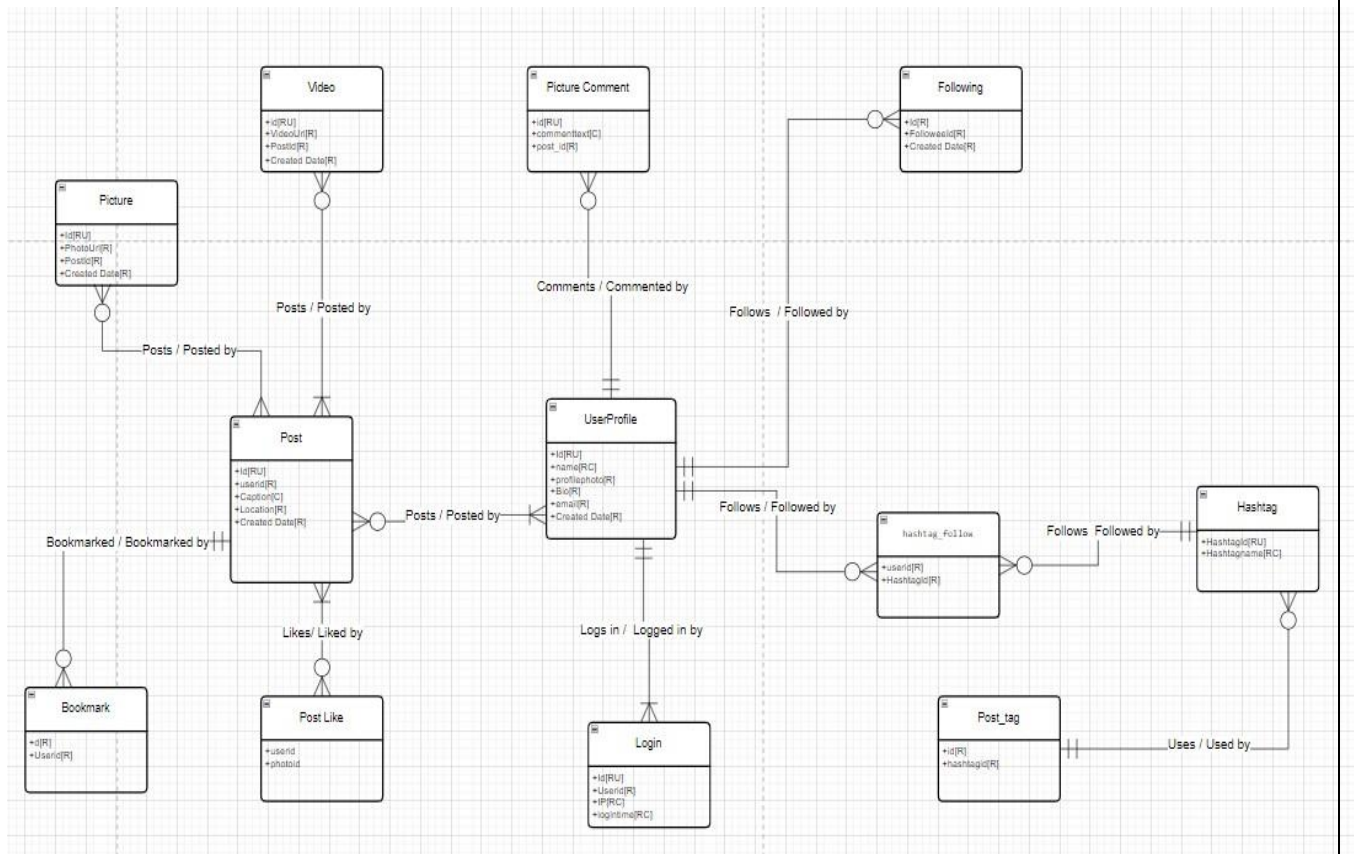 Video
+id[RU]
+VideoUrl[R]
+PostId[R]
+Created Date[R]
Picture Comment
+id[RU]
+commenttext[C]
+post_id[R]
Following
+Id[R]
+FolloweeId[R]
+Created Date[R]
Picture
+Id[RU]
+PhotoUrl[R]
+PostId[R]
+Created Date[R]
Comments / Commented by
Posts / Posted by
Follows / Followed by
Posts / Posted by
Post
+Id[RU]
+userid[R]
+Caption[C]
+Location[R]
+Created Date[R]
UserProfile
+Id[RU]
+name[RC]
+profilephoto[R]
+Bio[R]
+email[R]
+Created Date[R]
Posts / Posted by
Follows / Followed by
hashtag_follow
+userid[R]
+Hashtagid[R]
Follows Followed by
Hashtag
+HashtagId[RU]
+Hashtagname[RC]
Bookmarked / Bookmarked by
Likes/ Liked by
Logs in / Logged in by
Bookmark
+d[R]
+Userid[R]
Post Like
+userid
+photoid
Login
+Id[RU]
+Userid[R]
+IP[RC]
+logintime[RC]
Post_tag
+id[R]
+hashtagid[R]
Uses / Used by